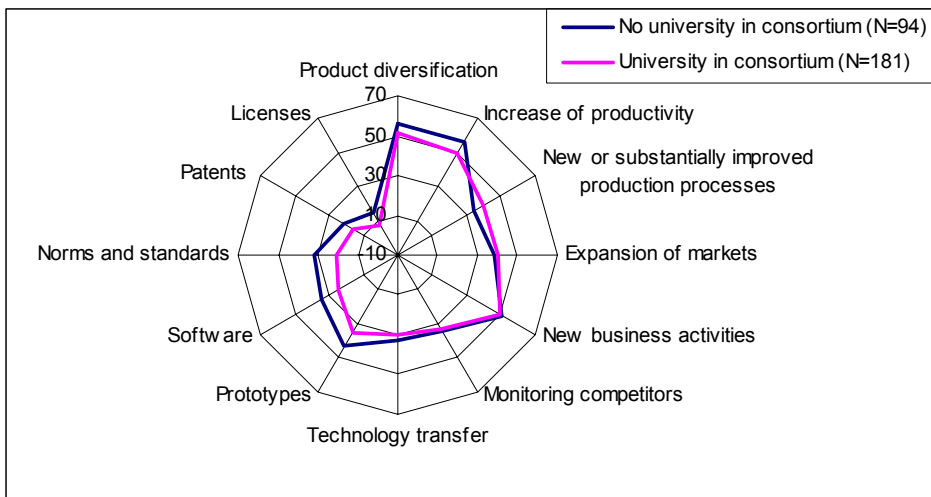 No university in consortium (N=94)
University in consortium (N=181)
Product diversification
70
Licenses
Increase of productivity
50
Patents
New or substantially improved
production processes
30
10
Norms and standards
-10
Expansion of markets
Software
New business activities
Prototypes
Monitoring competitors
Technology transfer